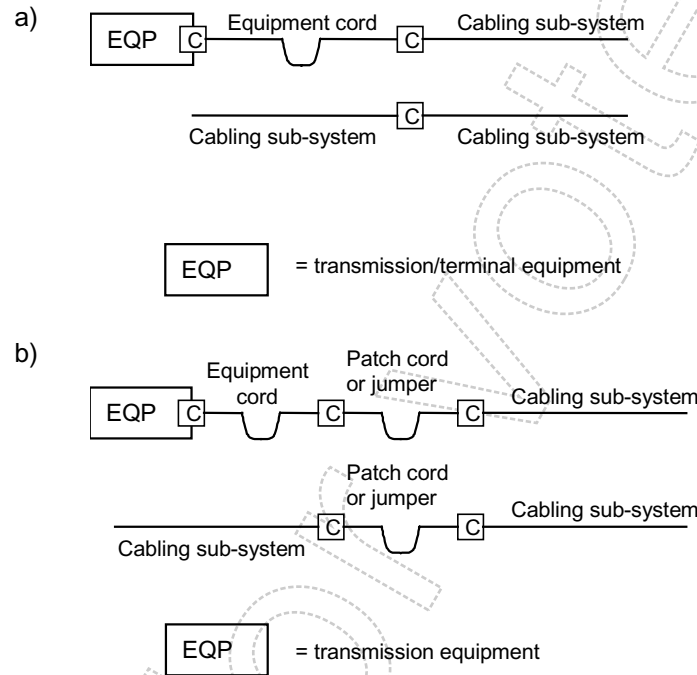 a)
EQP
C
Equipment cord
C
Cabling sub-system
Cabling sub-system
C
Cabling sub-system
EQP
= transmission/terminal equipment
b)
EQP
C
Equipment
cord
C
Patch cord
or jumper
C
Cabling sub-system
Cabling sub-system
C
Patch cord
or jumper
C
Cabling sub-system
EQP
= transmission equipment